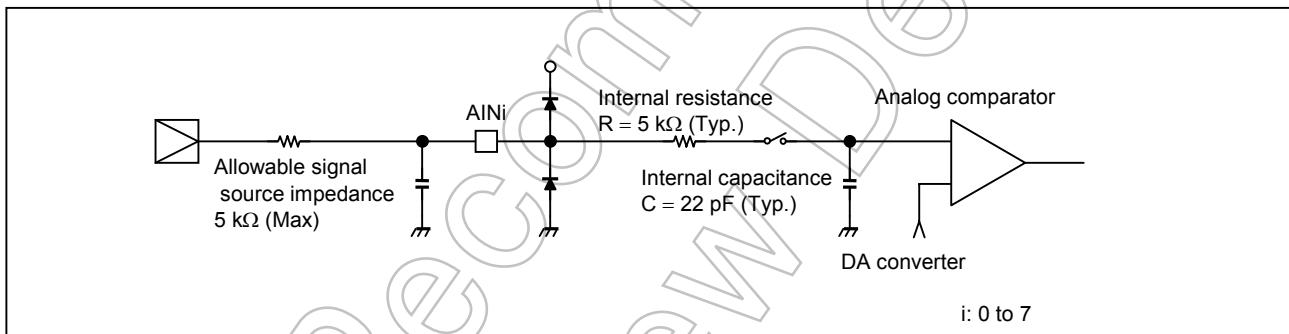 AINi
Internal resistance
R = 5 kΩ (Typ.)
Analog comparator
Allowable signal
source impedance
5 kΩ (Max)
Internal capacitance
C = 22 pF (Typ.)
DA converter
i: 0 to 7